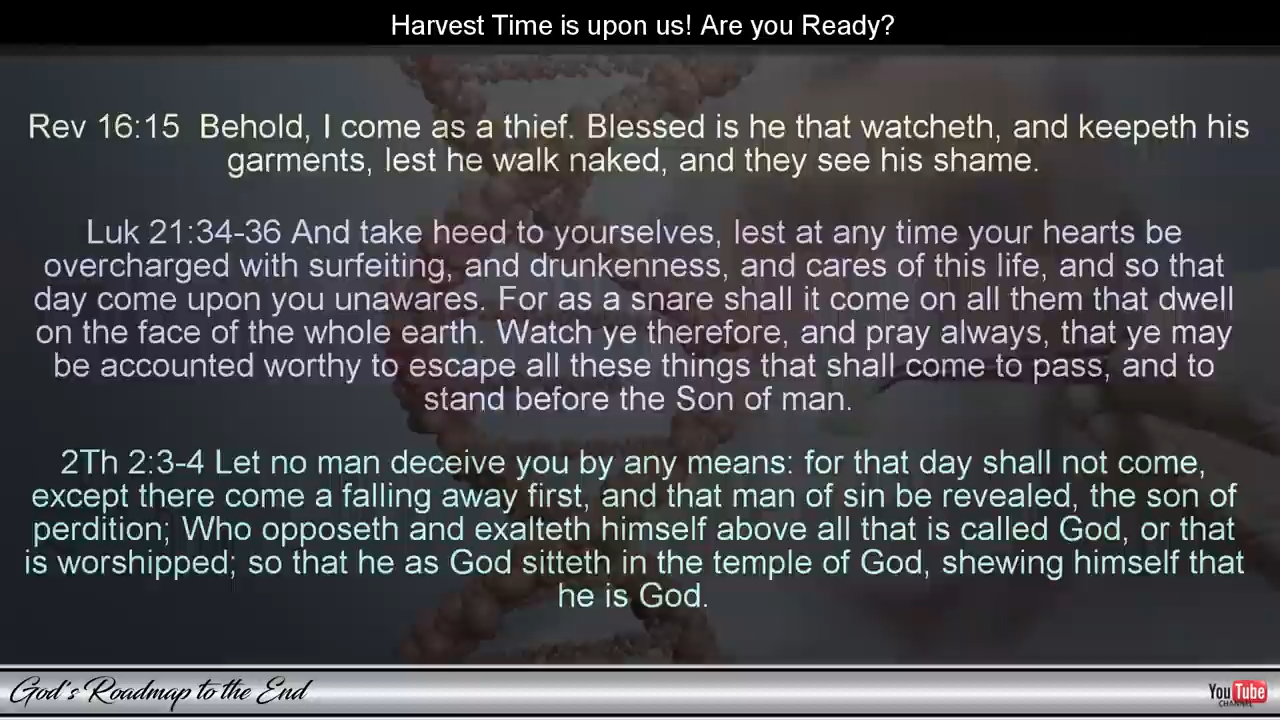 Harvest Time is upon us! Are you Ready?
Rev 16:15  Behold, I come as a thief. Blessed is he that watcheth, and keepeth his
garments, lest he walk naked, and they see his shame.
Luk 21:34-36 And take heed to yourselves, lest at any time your hearts be
overcharged with surfeiting, and drunkenness, and cares of this life, and so that
day come upon you unawares. For as a snare shall it come on all them that dwell
on the face of the whole earth. Watch ye therefore, and pray always, that ye may
be accounted worthy to escape all these things that shall come to pass, and to
stand before the Son of man.
2Th 2:3-4 Let no man deceive you by any means: for that day shall not come,
except there come a falling away first, and that man of sin be revealed, the son of
perdition; Who opposeth and exalteth himself above all that is called God, or that
is worshipped; so that he as God sitteth in the temple of God, shewing himself that
he is God.
God's Roadmap to the End
YouTube
CHANNEL